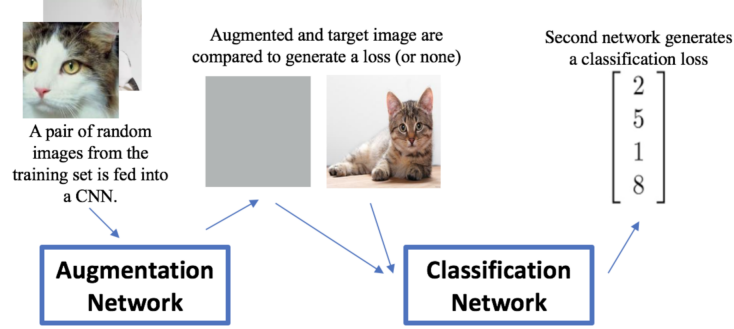 Augmented and target image are
compared to generate a loss (or none)
Second network generates
a classification loss
2
5
1
8
A pair of random
images from the
training set is fed into
a CNN.
Augmentation
Network
Classification
Network